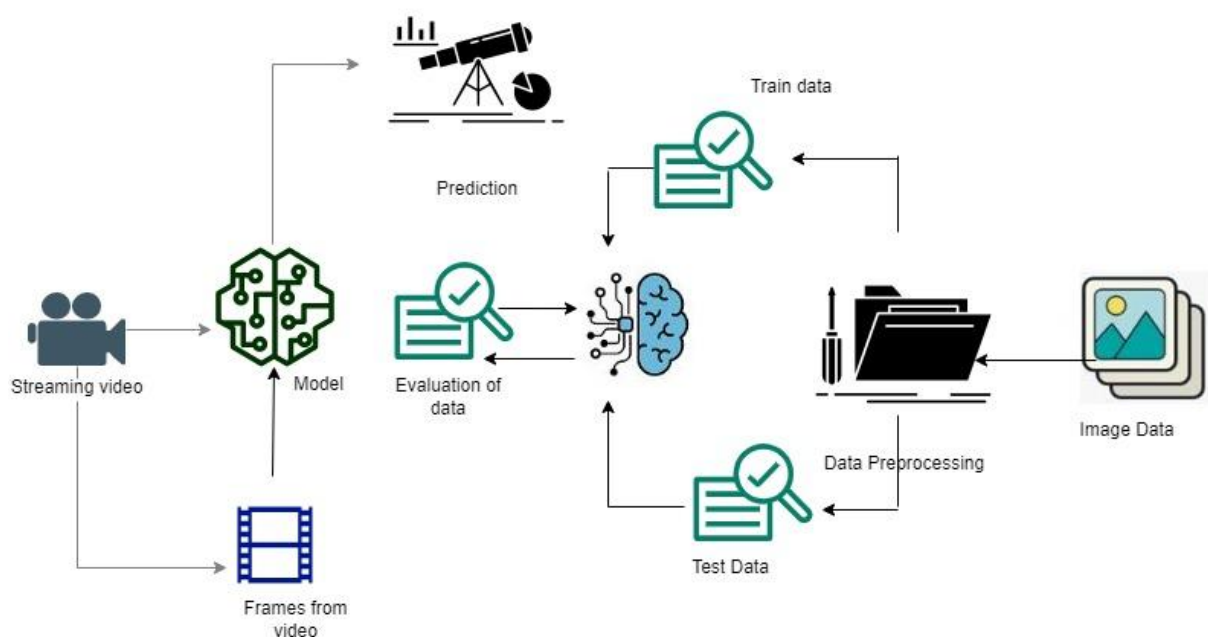 Train data
Prediction
Streaming video
Model
Evaluation of
data
Image Data
Data Preprocessing
Test Data
Frames from
video